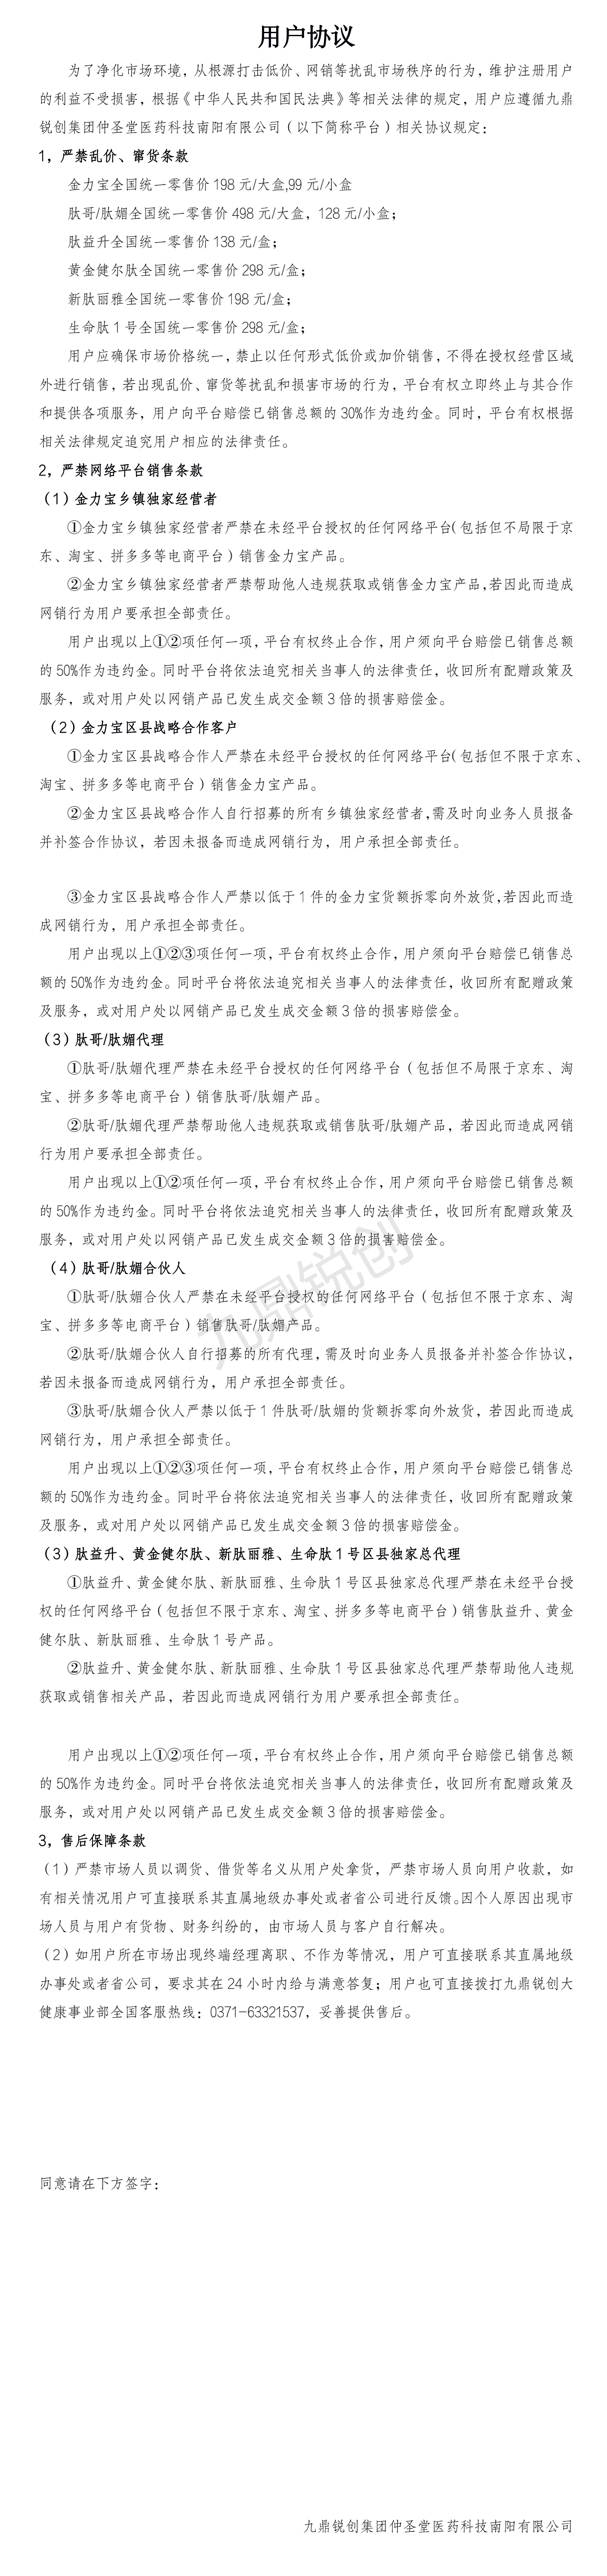 用户协议
为了净化市场环境，从根源打击低价、网销等扰乱市场秩序的行为，维护注册用户
的利益不受损害，根据《中华人民共和国民法典》等相关法律的规定，用户应遵循九鼎
锐创集团仲圣堂医药科技南阳有限公司（以下简称平台）相关协议规定：
1，严禁乱价、窜货条款
金力宝全国统一零售价 198 元/大盒,99 元/小盒
肽哥/肽媚全国统一零售价 498 元/大盒，128 元/小盒；
肽益升全国统一零售价 138 元/盒；
黄金健尔肽全国统一零售价 298 元/盒；
新肽丽雅全国统一零售价 198 元/盒；
生命肽 1 号全国统一零售价 298 元/盒；
用户应确保市场价格统一，禁止以任何形式低价或加价销售，不得在授权经营区域
外进行销售，若出现乱价、窜货等扰乱和损害市场的行为，平台有权立即终止与其合作
和提供各项服务，用户向平台赔偿已销售总额的 30%作为违约金。同时，平台有权根据
相关法律规定追究用户相应的法律责任。
2，严禁网络平台销售条款
（1）金力宝乡镇独家经营者
①金力宝乡镇独家经营者严禁在未经平台授权的任何网络平台（包括但不局限于京
东、淘宝、拼多多等电商平台）销售金力宝产品。
②金力宝乡镇独家经营者严禁帮助他人违规获取或销售金力宝产品，若因此而造成
网销行为用户要承担全部责任。
用户出现以上①②项任何一项，平台有权终止合作，用户须向平台赔偿已销售总额
的 50%作为违约金。同时平台将依法追究相关当事人的法律责任，收回所有配赠政策及
服务，或对用户处以网销产品已发生成交金额 3 倍的损害赔偿金。
（2）金力宝区县战略合作客户
①金力宝区县战略合作人严禁在未经平台授权的任何网络平台（包括但不限于京东、
淘宝、拼多多等电商平台）销售金力宝产品。
②金力宝区县战略合作人自行招募的所有乡镇独家经营者，需及时向业务人员报备
并补签合作协议，若因未报备而造成网销行为，用户承担全部责任。
③金力宝区县战略合作人严禁以低于 1 件的金力宝货额拆零向外放货，若因此而造
成网销行为，用户承担全部责任。
用户出现以上①②③项任何一项，平台有权终止合作，用户须向平台赔偿已销售总
额的 50%作为违约金。同时平台将依法追究相关当事人的法律责任，收回所有配赠政策
及服务，或对用户处以网销产品已发生成交金额 3 倍的损害赔偿金。
（3）肽哥/肽媚代理
①肽哥/肽媚代理严禁在未经平台授权的任何网络平台（包括但不局限于京东、淘
宝、拼多多等电商平台）销售肽哥/肽媚产品。
②肽哥/肽媚代理严禁帮助他人违规获取或销售肽哥/肽媚产品，若因此而造成网销
行为用户要承担全部责任。
用户出现以上①②项任何一项，平台有权终止合作，用户须向平台赔偿已销售总额
的 50%作为违约金。同时平台将依法追究相关当事人的法律责任，收回所有配赠政策及
服务，或对用户处以网销产品已发生成交金额 3 倍的损害赔偿金。
（4）肽哥/肽媚合伙人
①肽哥/肽媚合伙人严禁在未经平台授权的任何网络平台（包括但不限于京东、淘
宝、拼多多等电商平台）销售肽哥/肽媚产品。
②肽哥/肽媚合伙人自行招募的所有代理，需及时向业务人员报备并补签合作协议，
若因未报备而造成网销行为，用户承担全部责任。
③肽哥/肽媚合伙人严禁以低于 1 件肽哥/肽媚的货额拆零向外放货，若因此而造成
网销行为，用户承担全部责任。
用户出现以上①②③项任何一项，平台有权终止合作，用户须向平台赔偿已销售总
额的 50%作为违约金。同时平台将依法追究相关当事人的法律责任，收回所有配赠政策
及服务，或对用户处以网销产品已发生成交金额 3 倍的损害赔偿金。
（3）肽益升、黄金健尔肽、新肽丽雅、生命肽 1 号区县独家总代理
①肽益升、黄金健尔肽、新肽丽雅、生命肽 1 号区县独家总代理严禁在未经平台授
权的任何网络平台（包括但不限于京东、淘宝、拼多多等电商平台）销售肽益升、黄金
健尔肽、新肽丽雅、生命肽 1 号产品。
②肽益升、黄金健尔肽、新肽丽雅、生命肽 1 号区县独家总代理严禁帮助他人违规
获取或销售相关产品，若因此而造成网销行为用户要承担全部责任。
用户出现以上①②项任何一项，平台有权终止合作，用户须向平台赔偿已销售总额
的 50%作为违约金。同时平台将依法追究相关当事人的法律责任，收回所有配赠政策及
服务，或对用户处以网销产品已发生成交金额 3 倍的损害赔偿金。
3，售后保障条款
（1）严禁市场人员以调货、借货等名义从用户处拿货，严禁市场人员向用户收款，如
有相关情况用户可直接联系其直属地级办事处或者省公司进行反馈。因个人原因出现市
场人员与用户有货物、财务纠纷的，由市场人员与客户自行解决。
（2）如用户所在市场出现终端经理离职、不作为等情况，用户可直接联系其直属地级
办事处或者省公司，要求其在 24 小时内给与满意答复；用户也可直接拨打九鼎锐创大
健康事业部全国客服热线：0371-63321537，妥善提供售后。
九鼎锐创
同意请在下方签字：
九鼎锐创集团仲圣堂医药科技南阳有限公司